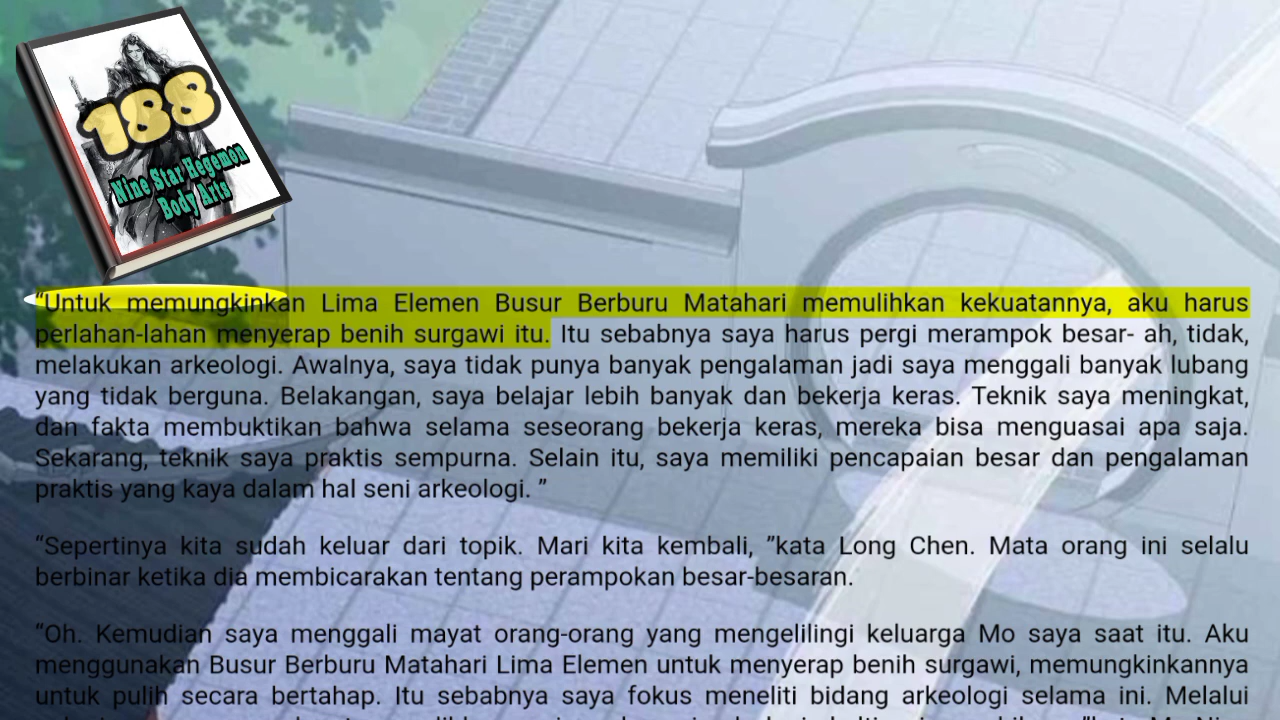 188
Nine Star Hegemon
Body Arts
“Untuk memungkinkan Lima Elemen Busur Berburu Matahari memulihkan kekuatannya, aku harus
perlahan-lahan menyerap benih surgawi itu. Itu sebabnya saya harus pergi merampok besar- ah, tidak,
melakukan arkeologi. Awalnya, saya tidak punya banyak pengalaman jadi saya menggali banyak lubang
yang tidak berguna. Belakangan, saya belajar lebih banyak dan bekerja keras. Teknik saya meningkat,
dan fakta membuktikan bahwa selama seseorang bekerja keras, mereka bisa menguasai apa saja.
Sekarang, teknik saya praktis sempurna. Selain itu, saya memiliki pencapaian besar dan pengalaman
praktis yang kaya dalam hal seni arkeologi. ”
“Sepertinya kita sudah keluar dari topik. Mari kita kembali, ”kata Long Chen. Mata orang ini selalu
berbinar ketika dia membicarakan tentang perampokan besar-besaran.
“Oh. Kemudian saya menggali mayat orang-orang yang mengelilingi keluarga Mo saya saat itu. Aku
menggunakan Busur Berburu Matahari Lima Elemen untuk menyerap benih surgawi, memungkinkannya
untuk pulih secara bertahap. Itu sebabnya saya fokus meneliti bidang arkeologi selama ini. Melalui